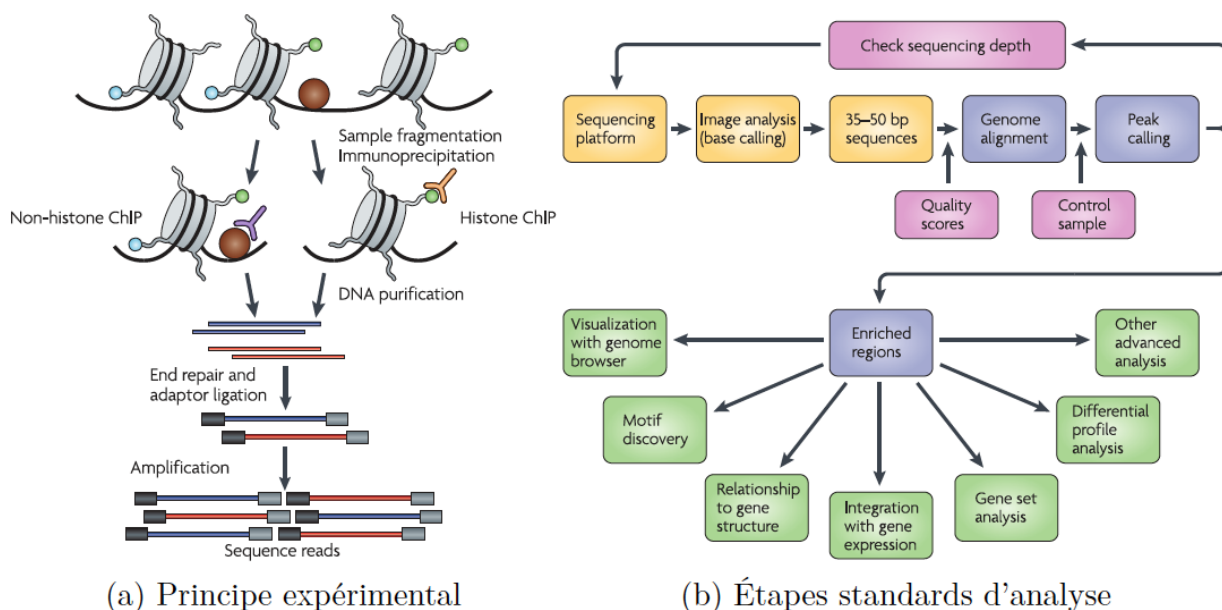 Sample fragmentation
Immunoprecipitation
Non-histone ChIP
Histone ChIP
DNA purification
End repair and
adaptor ligation
Amplification
Sequence reads
(a) Principe expérimental
Check sequencing depth
Sequencing
platform
Image analysis
(base calling)
35–50 bp
sequences
Genome
alignment
Peak
calling
Quality
scores
Control
sample
Visualization
with genome
browser
Enriched
regions
Other
advanced
analysis
Motif
discovery
Differential
profile
analysis
Relationship
to gene
structure
Integration
with gene
expression
Gene set
analysis
(b) Étapes standards d'analyse